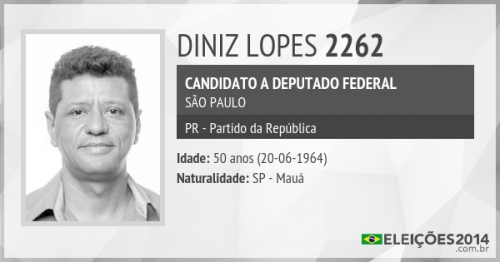 DINIZ LOPES 2262
CANDIDATO A DEPUTADO FEDERAL
SÃO PAULO
PR - Partido da República
Idade: 50 anos (20-06-1964)
Naturalidade: SP - Mauá
ELEIÇÕES2014
.com.br